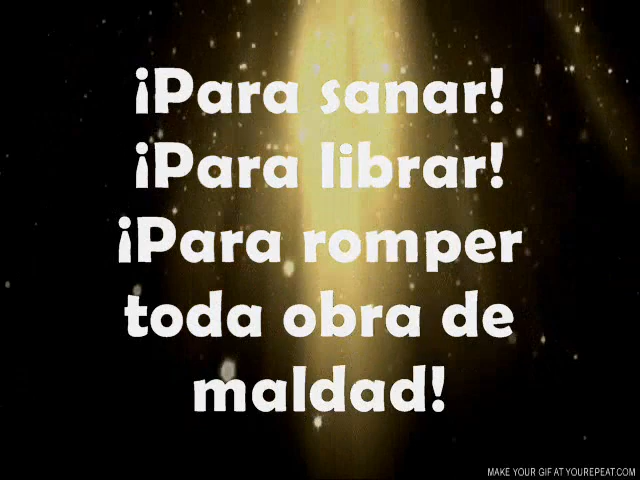 ¡Para sanar!
¡Para librar!
¡Para romper
toda obra de
maldad!
MAKE YOUR GIF AT YOUREPEAT.COM